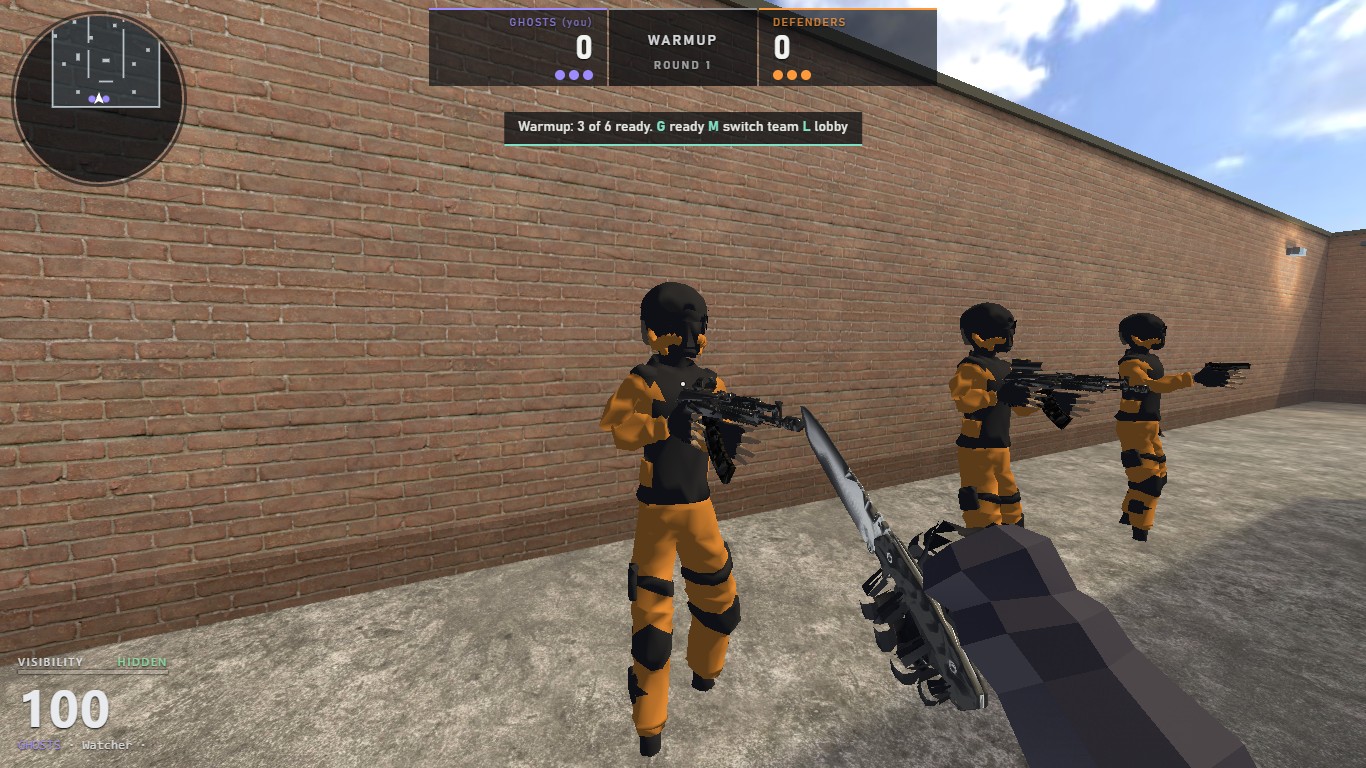 GHOSTS (you)
0
WARMUP
ROUND 1
DEFENDERS
0
Warmup: 3 of 6 ready. G ready M switch team L lobby
VISIBILITY HIDDEN
100
GHOSTS · Watcher ·